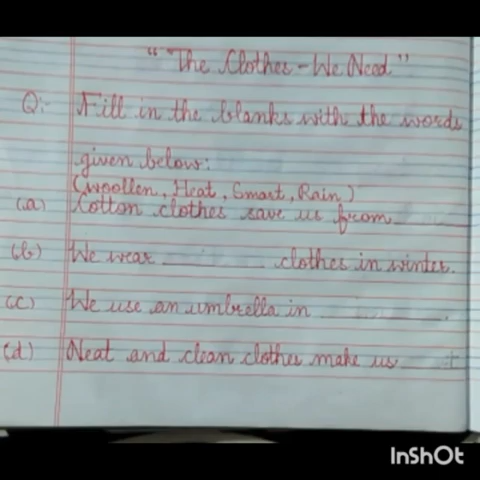 "The Clothes - We Need"
Q:- Fill in the blanks with the words
given below:
(Woollen, Heat, Smart, Rain)
(a) Cotton clothes save us from
(b) We wear ________ clothes in winter.
(c) We use an umbrella in ________.
(d) Neat and clean clothes make us
InShOt